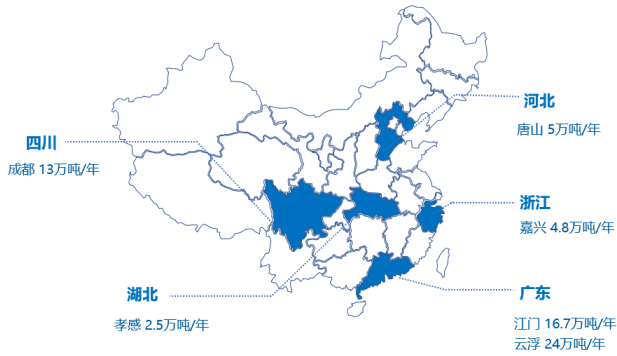 河北
唐山 5万吨/年
四川
成都 13万吨/年
浙江
嘉兴 4.8万吨/年
湖北
孝感 2.5万吨/年
广东
江门 16.7万吨/年
云浮 24万吨/年